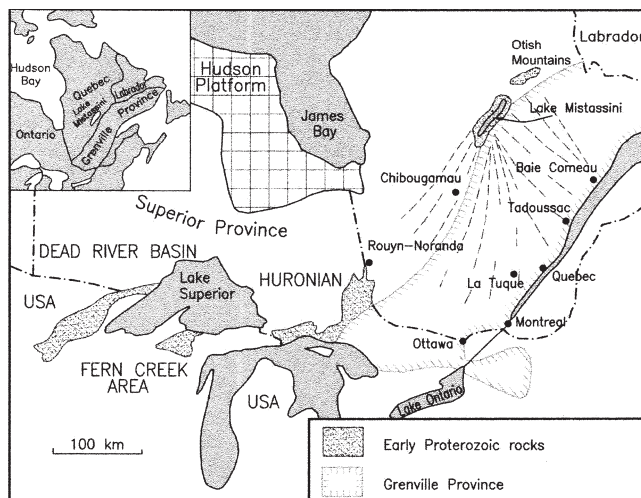 Hudson
Bay
Quebec
Labrador
Lake
Mistassini
Province
Grenville
Ontario
Hudson
Platform
James
Bay
Labrador
Otish
Mountains
Lake Mistassini
Chibougamau
Baie Comeau
Tadoussac
Superior Province
Rouyn-Noranda
DEAD RIVER BASIN
HURONIAN
Lake
Superior
USA
La Tuque
Quebec
Montreal
Ottawa
FERN CREEK
AREA
USA
Lake Ontario
100 km
Early Proterozoic rocks
Grenville Province